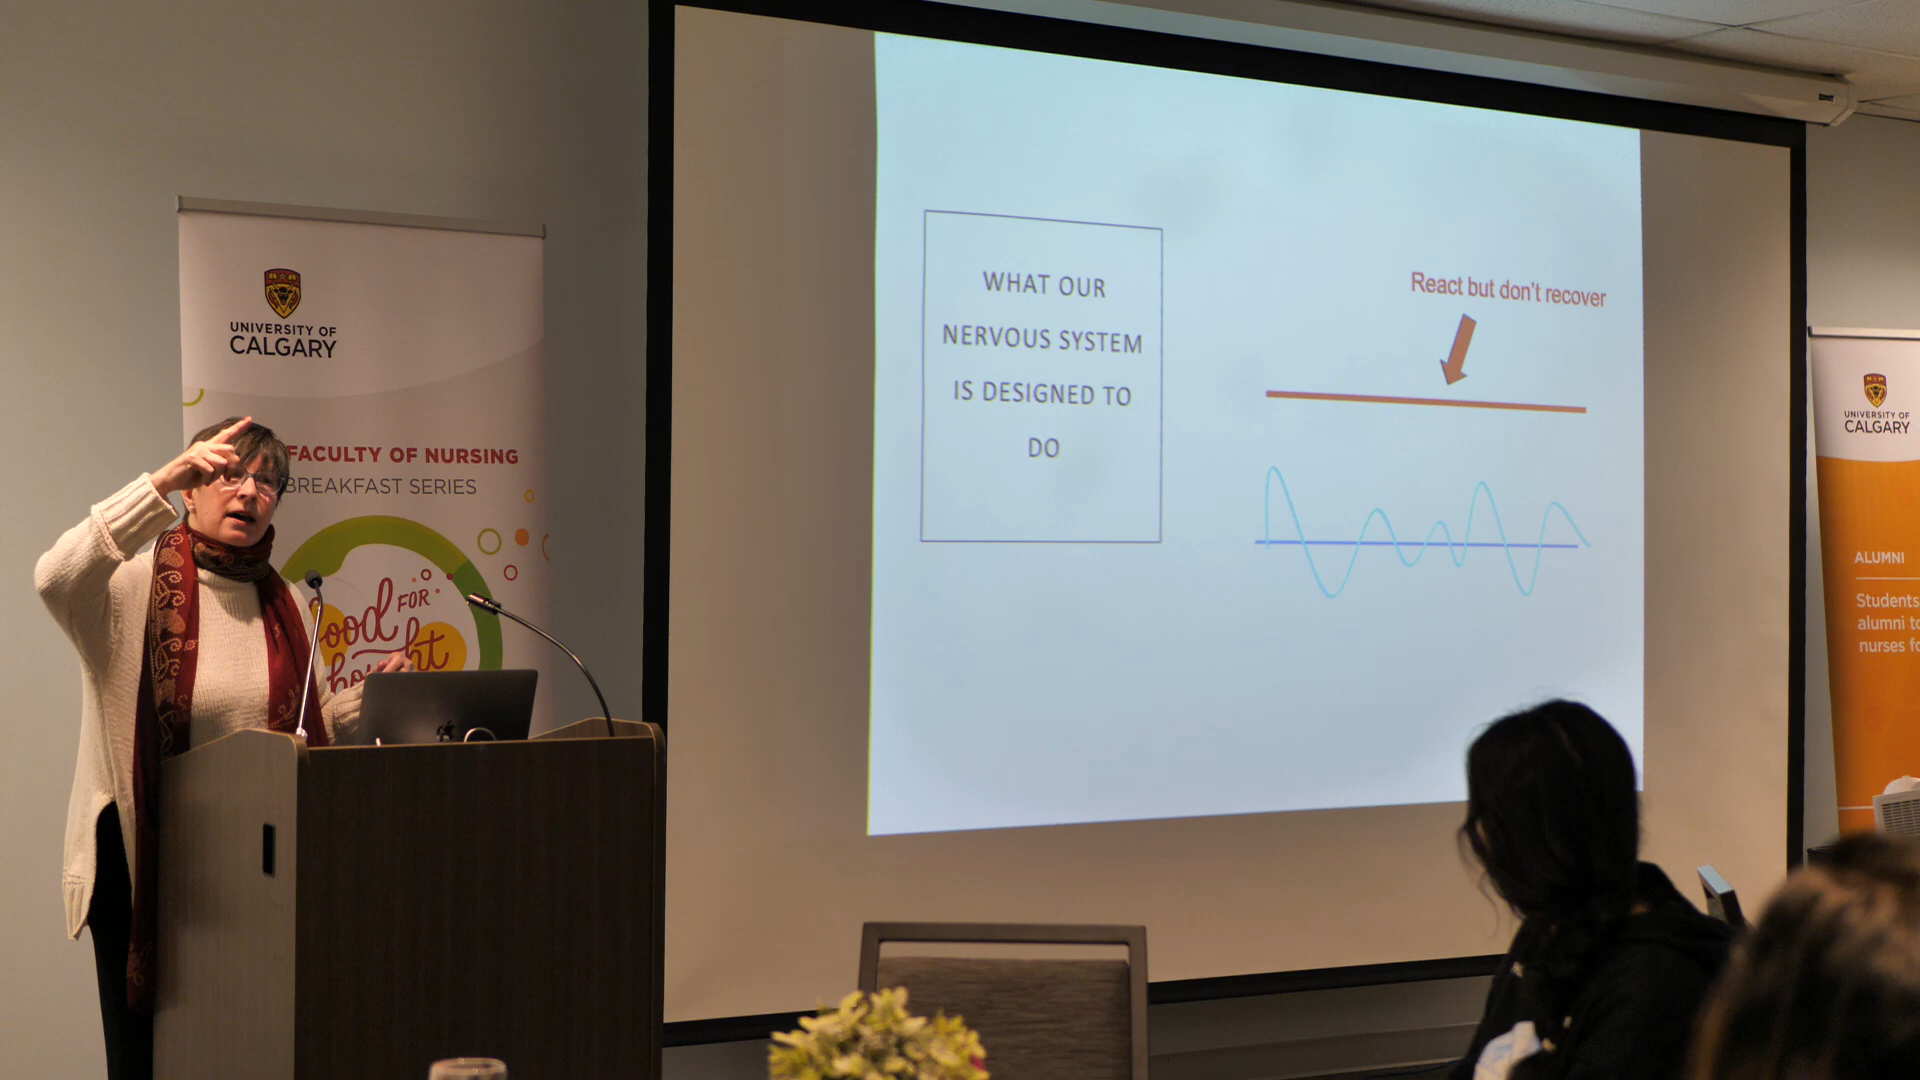 UNIVERSITY OF
CALGARY
FACULTY OF NURSING
BREAKFAST SERIES
FOR
WHAT OUR
NERVOUS SYSTEM
IS DESIGNED TO
DO
React but don't recover
UNIVERSITY OF
CALGARY
ALUMNI
Students
alumni
nurses